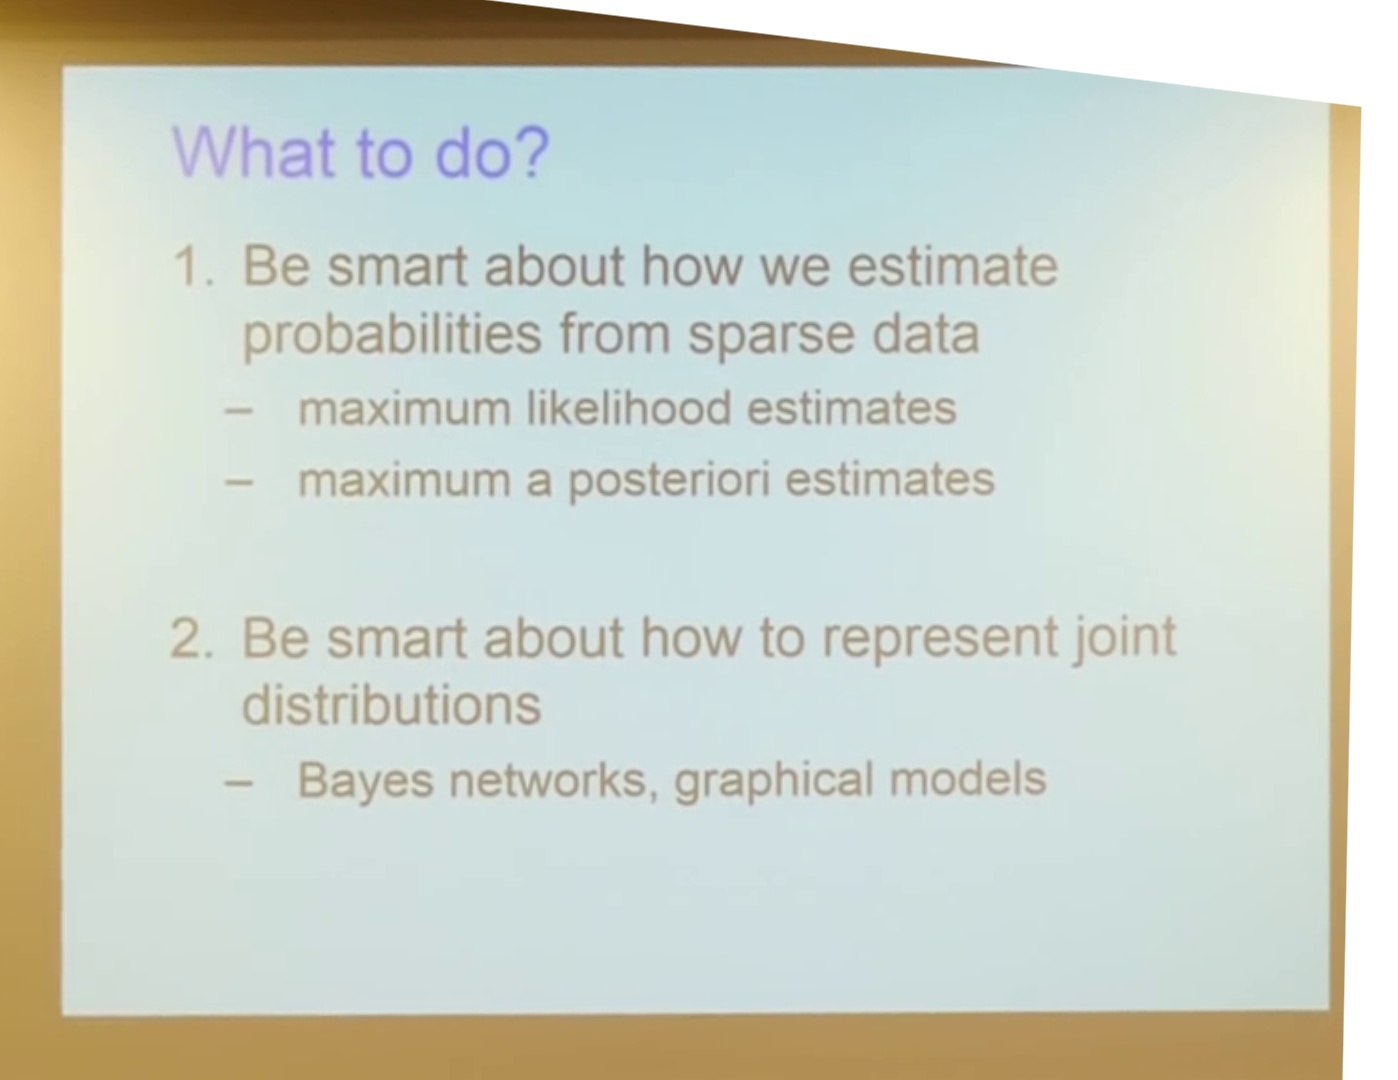 What to do?
1. Be smart about how we estimate
probabilities from sparse data
– maximum likelihood estimates
– maximum a posteriori estimates
2. Be smart about how to represent joint
distributions
– Bayes networks, graphical models